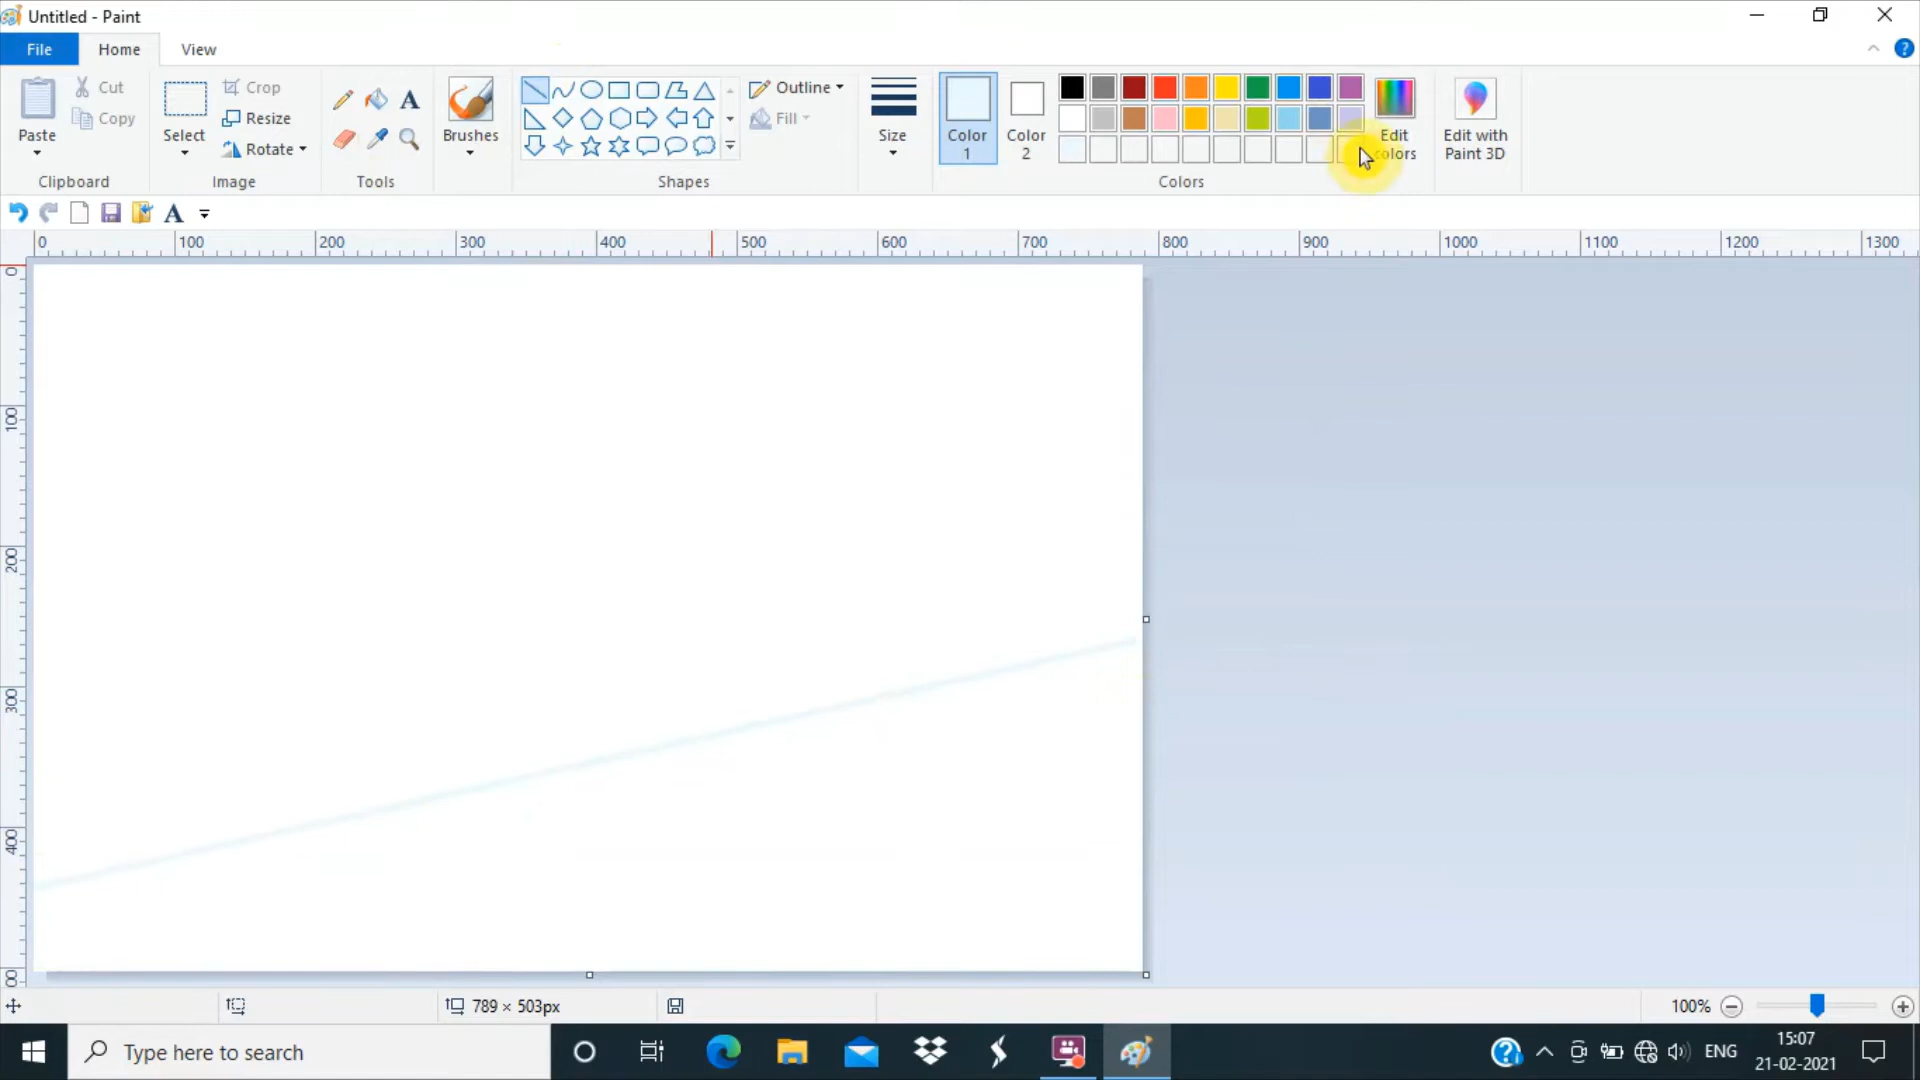 Untitled - Paint
File Home View
Paste Cut Copy
Select Crop Resize Rotate
Brushes
Outline Fill
Size
Color 1 Color 2
Edit colors
Edit with Paint 3D
Clipboard Image Tools Shapes Colors
0 100 200 300 400 500 600 700 800 900 1000 1100 1200 1300
0
100
200
300
400
789 × 503px 100%
Type here to search
ENG
15:07
21-02-2021